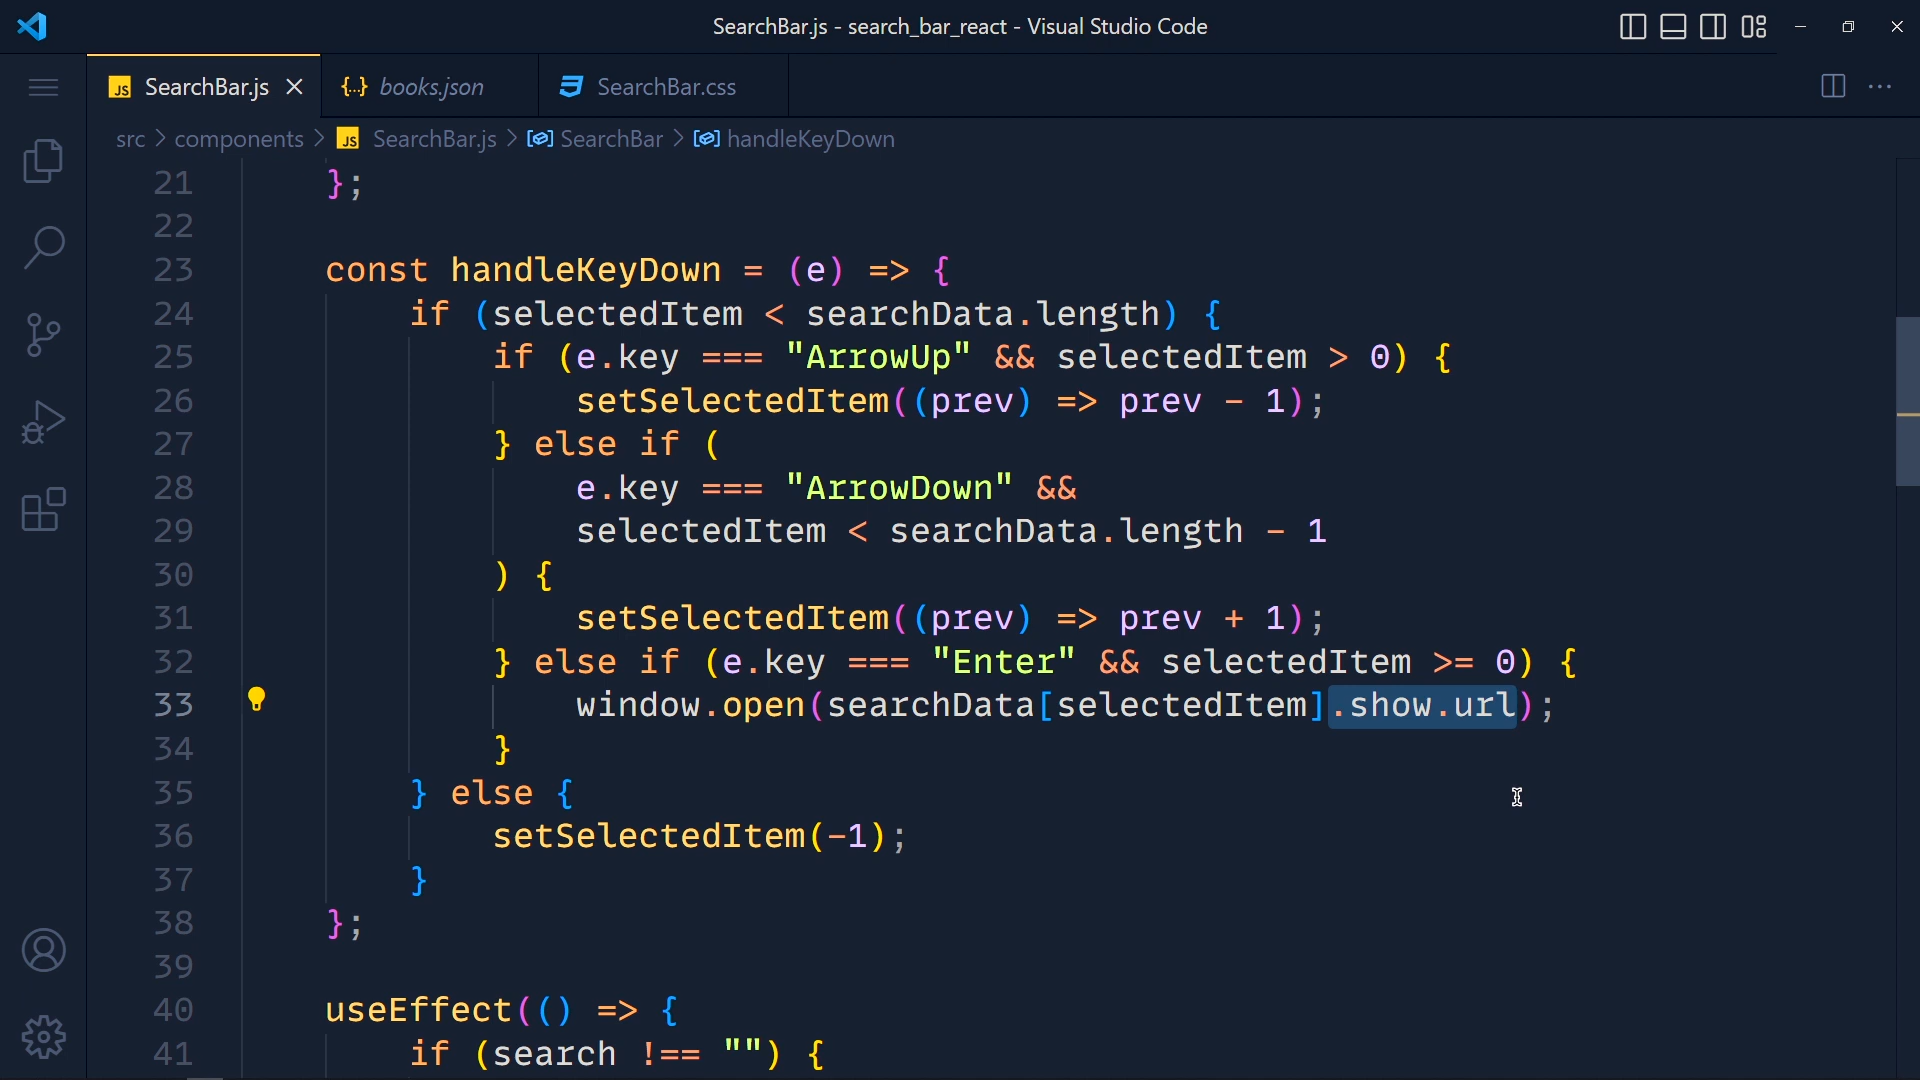 SearchBar.js - search_bar_react - Visual Studio Code
JS SearchBar.js {..} books.json SearchBar.css
src > components > JS SearchBar.js > SearchBar > handleKeyDown
21 };
22
23 const handleKeyDown = (e) => {
24 if (selectedItem < searchData.length) {
25 if (e.key === "ArrowUp" && selectedItem > 0) {
26 setSelectedItem((prev) => prev - 1);
27 } else if (
28 e.key === "ArrowDown" &&
29 selectedItem < searchData.length - 1
30 ) {
31 setSelectedItem((prev) => prev + 1);
32 } else if (e.key === "Enter" && selectedItem >= 0) {
33 window.open(searchData[selectedItem].show.url);
34 }
35 } else {
36 setSelectedItem(-1);
37 }
38 };
39
40 useEffect(() => {
41 if (search !== "") {